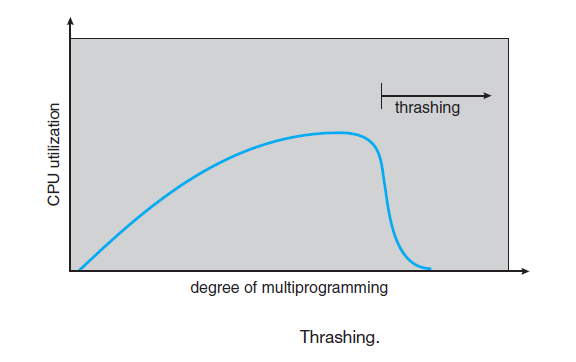 thrashing
CPU utilization
degree of multiprogramming
Thrashing.